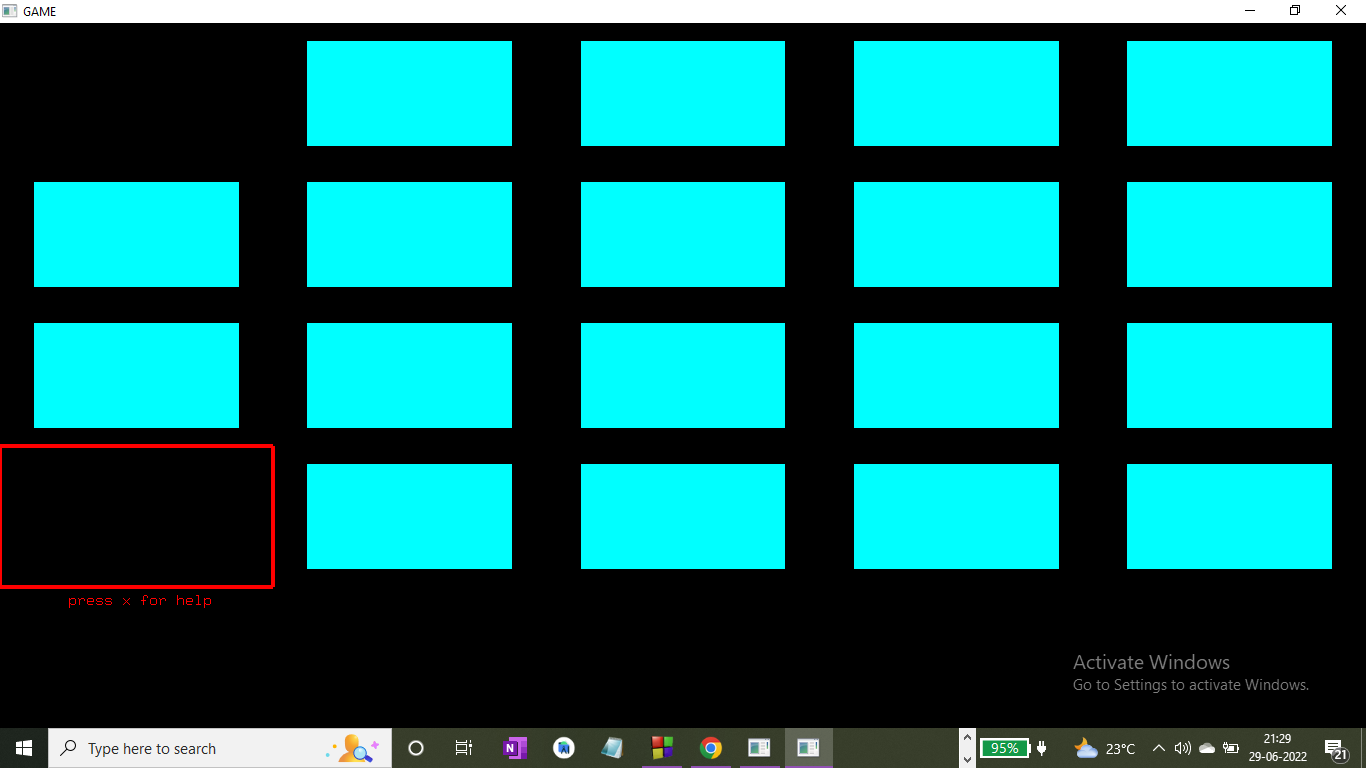 GAME
press x for help
Activate Windows
Go to Settings to activate Windows.
Type here to search
N
95%
23°C
21:29
29-06-2022
21